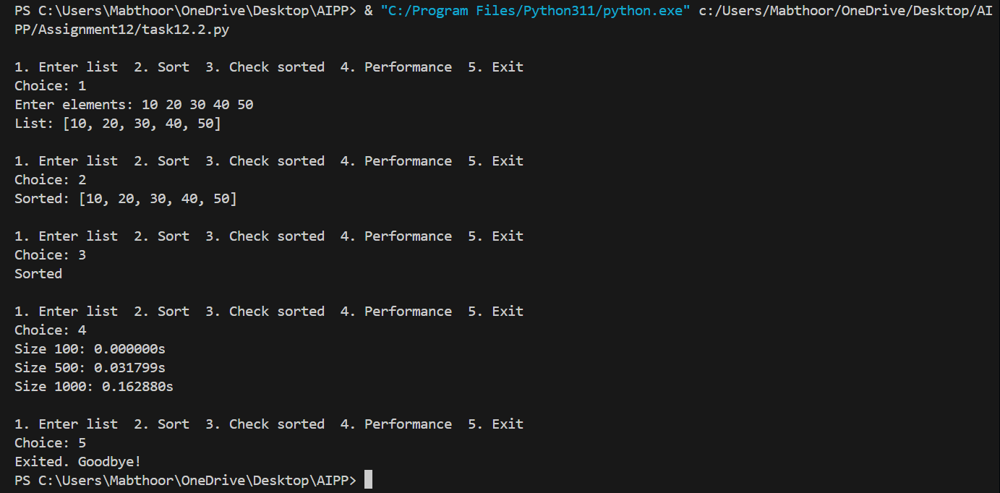 PS C:\Users\Mabthoor\OneDrive\Desktop\AIPP> & "C:/Program Files/Python311/python.exe" c:/Users/Mabthoor/OneDrive/Desktop/AI
PP/Assignment12/task12.2.py
1. Enter list  2. Sort  3. Check sorted  4. Performance  5. Exit
Choice: 1
Enter elements: 10 20 30 40 50
List: [10, 20, 30, 40, 50]
1. Enter list  2. Sort  3. Check sorted  4. Performance  5. Exit
Choice: 2
Sorted: [10, 20, 30, 40, 50]
1. Enter list  2. Sort  3. Check sorted  4. Performance  5. Exit
Choice: 3
Sorted
1. Enter list  2. Sort  3. Check sorted  4. Performance  5. Exit
Choice: 4
Size 100: 0.000000s
Size 500: 0.031799s
Size 1000: 0.162880s
1. Enter list  2. Sort  3. Check sorted  4. Performance  5. Exit
Choice: 5
Exited. Goodbye!
PS C:\Users\Mabthoor\OneDrive\Desktop\AIPP>